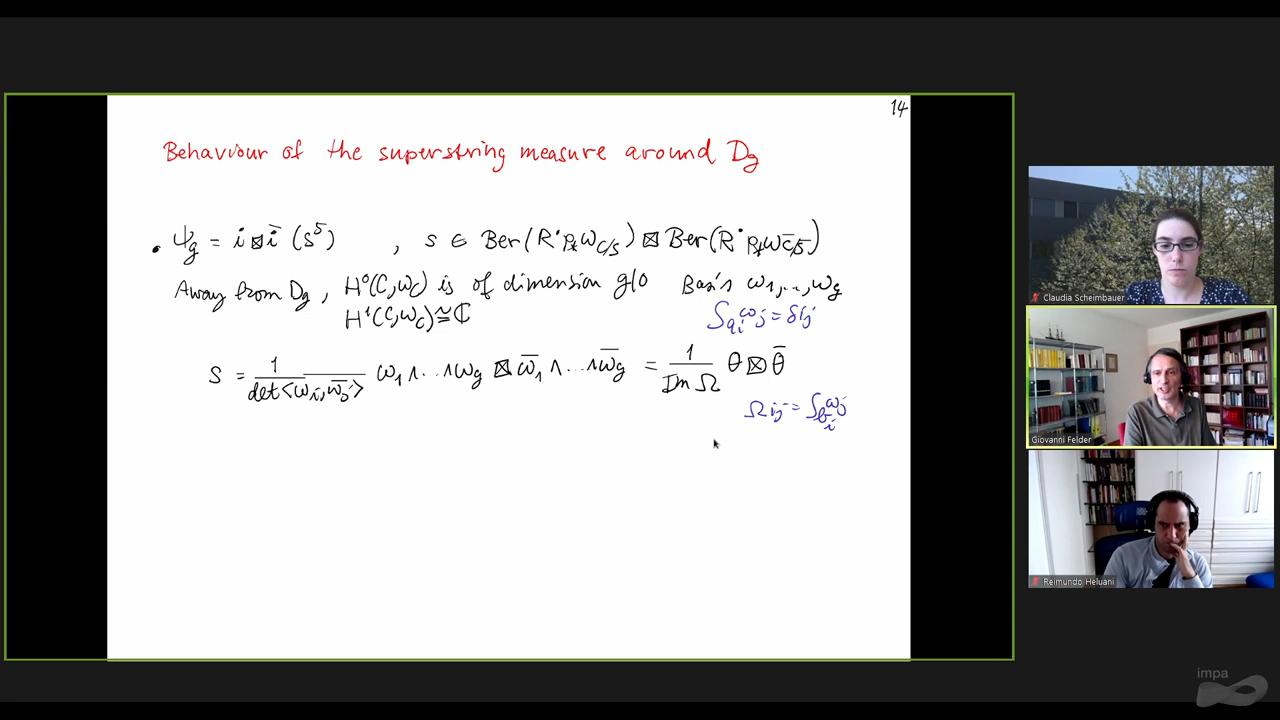 14
Behaviour of the superstring measure around Dg
• Ψg = i ⊠ ī (s⁵) , s ∈ Ber(R•p_* ω_C/S) ⊠ Ber(R•p_* ω_C̄/S̄)
Away from Dg, H⁰(C,ω_C) is of dimension g|0 Basis ω₁,..,ωg
H¹(C,ω_C) ≅ ℂ ∫_{a_i} ω_j = δ_ij
s = 1/det<ω_i, ω̄_j> ω₁∧...∧ωg ⊠ ω̄₁∧...∧ω̄g = 1/Im Ω θ ⊠ θ̄
Ω_ij = ∫_{b_i} ω_j
Claudia Scheimbauer
Giovanni Felder
Reimundo Heluani
impa